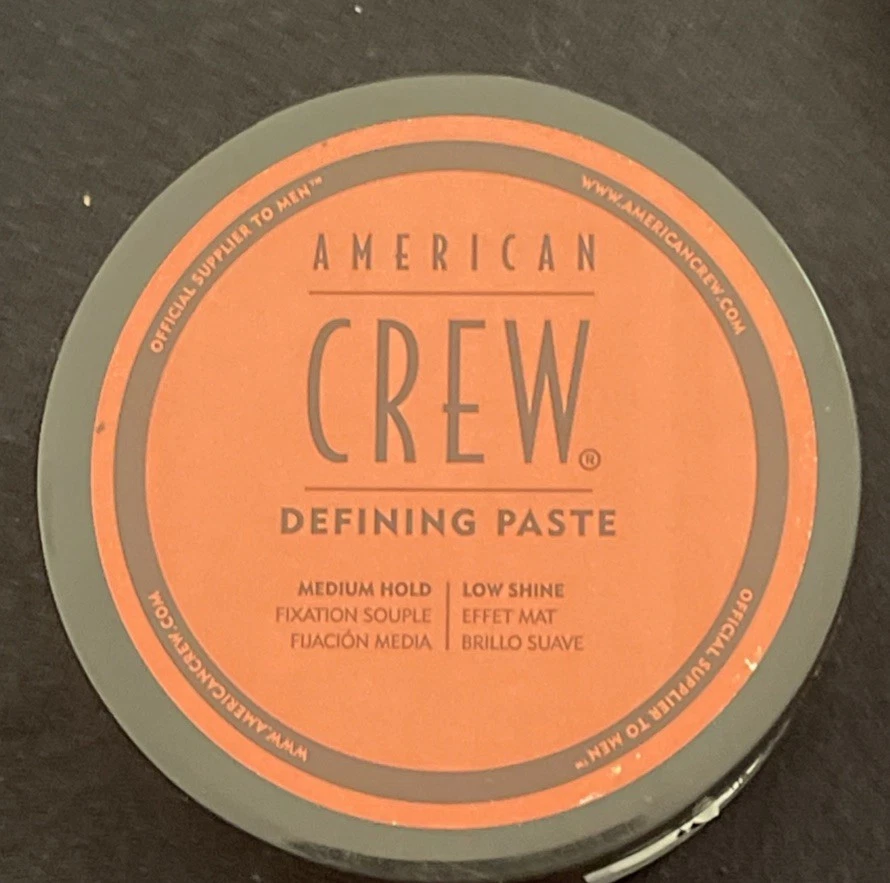 OFFICIAL SUPPLIER TO MEN™
WWW.AMERICANCREW.COM
AMERICAN
CREW®
DEFINING PASTE
MEDIUM HOLD | LOW SHINE
FIXATION SOUPLE | EFFET MAT
FIJACIÓN MEDIA | BRILLO SUAVE
WWW.AMERICANCREW.COM
OFFICIAL SUPPLIER TO MEN™